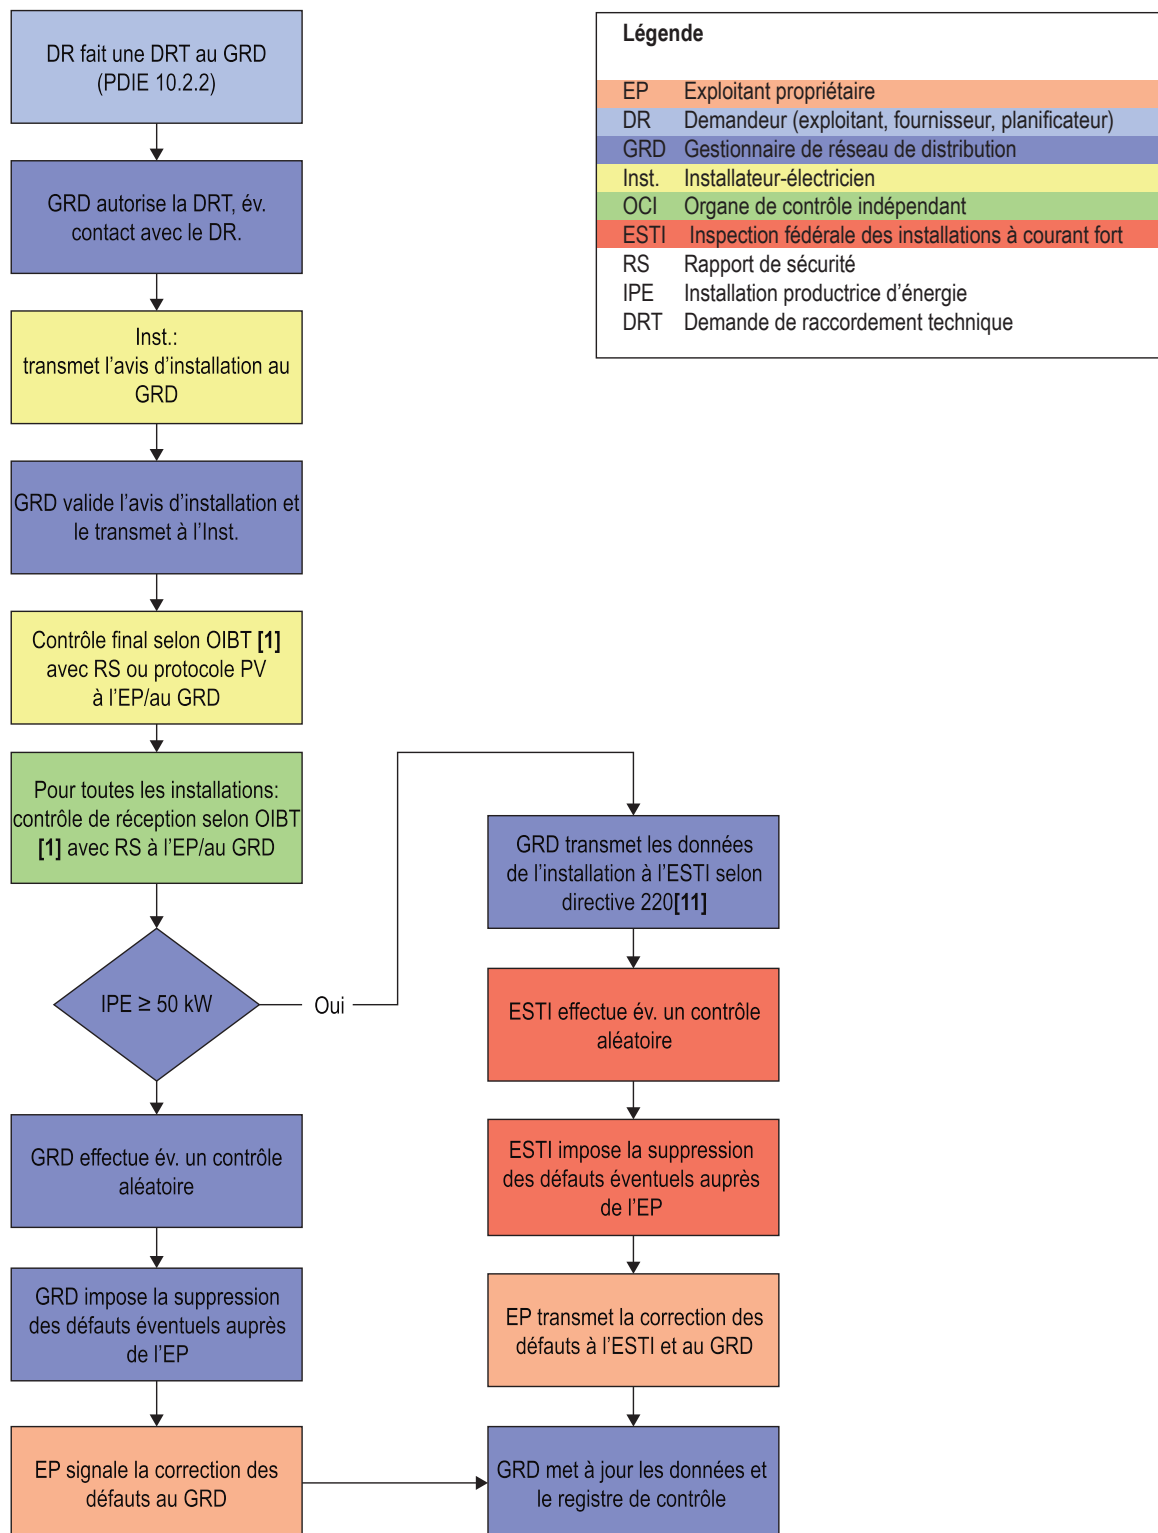 DR fait une DRT au GRD
(PDIE 10.2.2)
GRD autorise la DRT, év.
contact avec le DR.
Inst.:
transmet l'avis d'installation au
GRD
GRD valide l'avis d'installation et
le transmet à l'Inst.
Contrôle final selon OIBT [1]
avec RS ou protocole PV
à l'EP/au GRD
Pour toutes les installations:
contrôle de réception selon OIBT
[1] avec RS à l'EP/au GRD
IPE ≥ 50 kW
Oui
GRD effectue év. un contrôle
aléatoire
GRD impose la suppression
des défauts éventuels auprès
de l'EP
EP signale la correction des
défauts au GRD
GRD transmet les données
de l'installation à l'ESTI selon
directive 220[11]
ESTI effectue év. un contrôle
aléatoire
ESTI impose la suppression
des défauts éventuels auprès
de l'EP
EP transmet la correction des
défauts à l'ESTI et au GRD
GRD met à jour les données et
le registre de contrôle
Légende
EP Exploitant propriétaire
DR Demandeur (exploitant, fournisseur, planificateur)
GRD Gestionnaire de réseau de distribution
Inst. Installateur-électricien
OCI Organe de contrôle indépendant
ESTI Inspection fédérale des installations à courant fort
RS Rapport de sécurité
IPE Installation productrice d'énergie
DRT Demande de raccordement technique